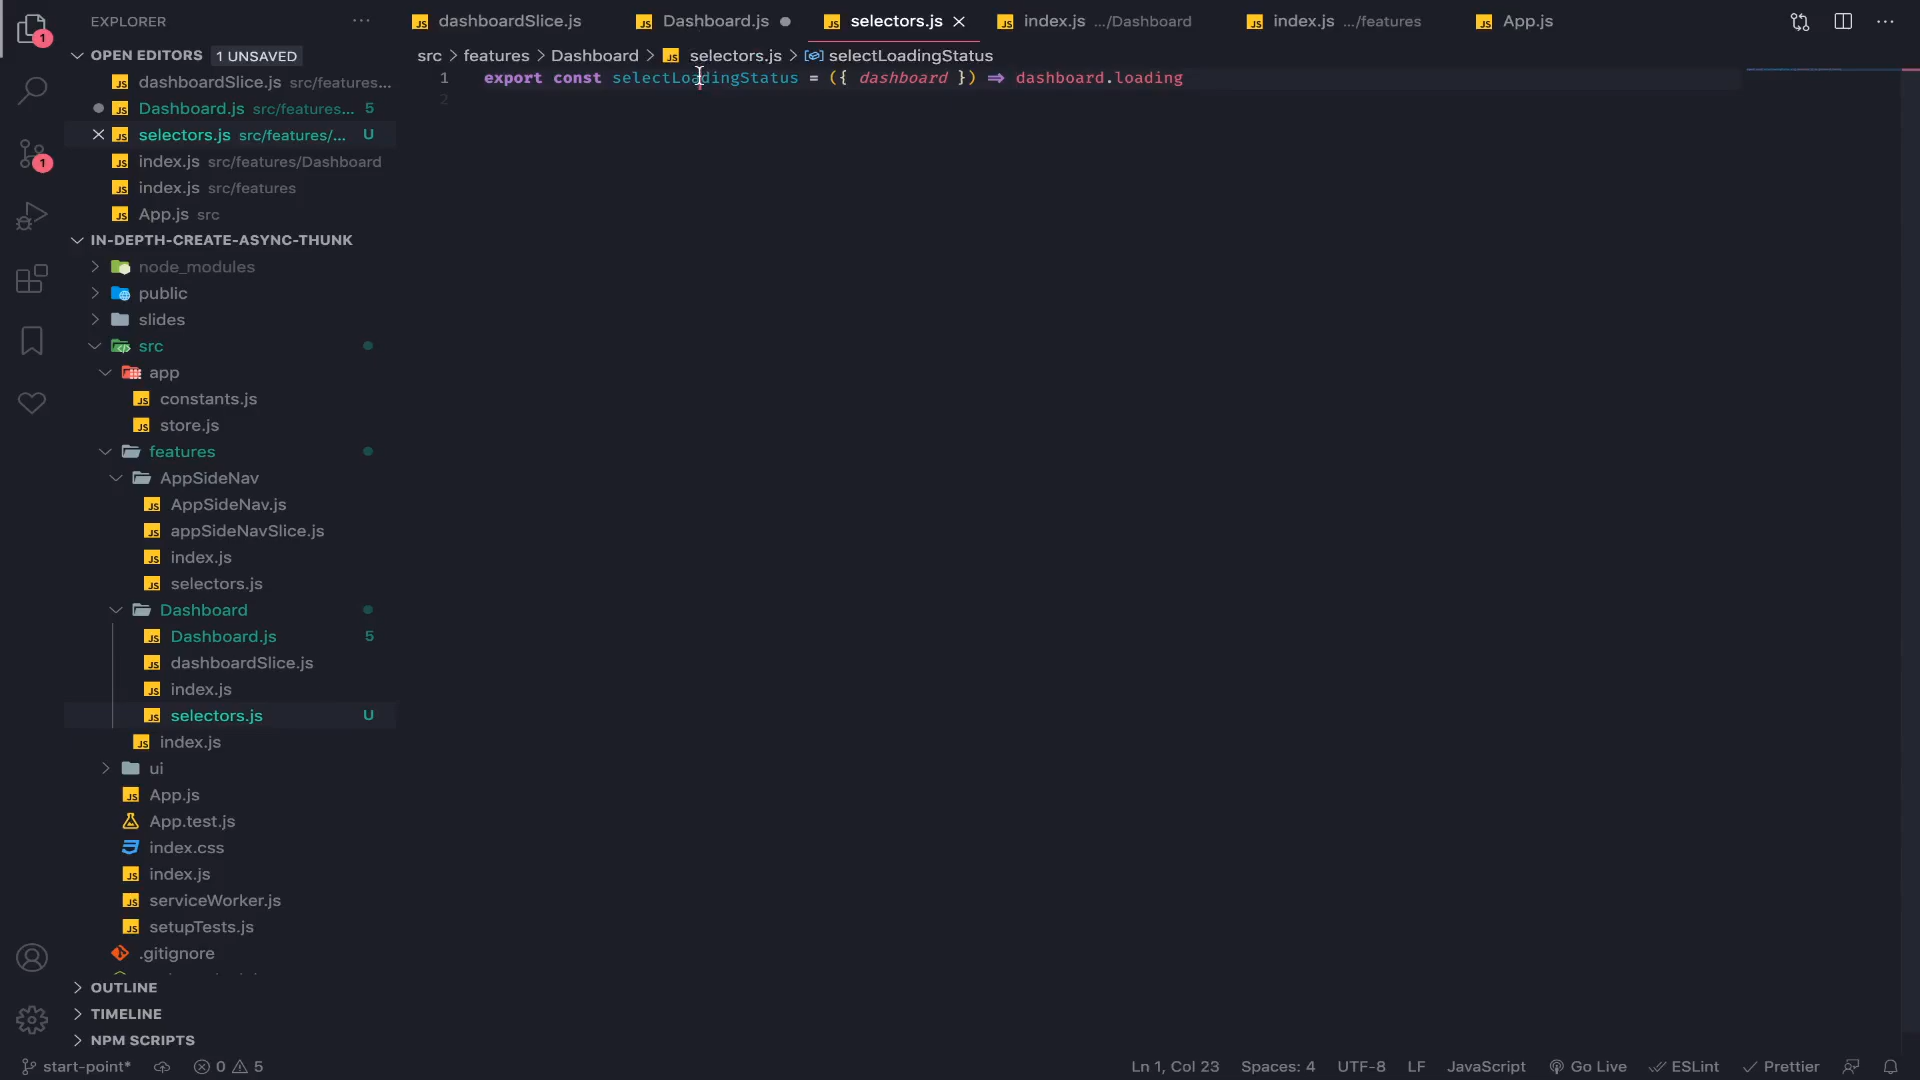 EXPLORER
OPEN EDITORS 1 UNSAVED
dashboardSlice.js src/features...
Dashboard.js src/features... 5
selectors.js src/features/... U
index.js src/features/Dashboard
index.js src/features
App.js src
IN-DEPTH-CREATE-ASYNC-THUNK
node_modules
public
slides
src
app
constants.js
store.js
features
AppSideNav
AppSideNav.js
appSideNavSlice.js
index.js
selectors.js
Dashboard
Dashboard.js 5
dashboardSlice.js
index.js
selectors.js U
index.js
ui
App.js
App.test.js
index.css
index.js
serviceWorker.js
setupTests.js
.gitignore
OUTLINE
TIMELINE
NPM SCRIPTS
1
1
dashboardSlice.js Dashboard.js selectors.js index.js .../Dashboard index.js .../features App.js
src > features > Dashboard > selectors.js > selectLoadingStatus
1 export const selectLoadingStatus = ({ dashboard }) => dashboard.loading
2
start-point* 0 5 Ln 1, Col 23 Spaces: 4 UTF-8 LF JavaScript Go Live ESLint Prettier